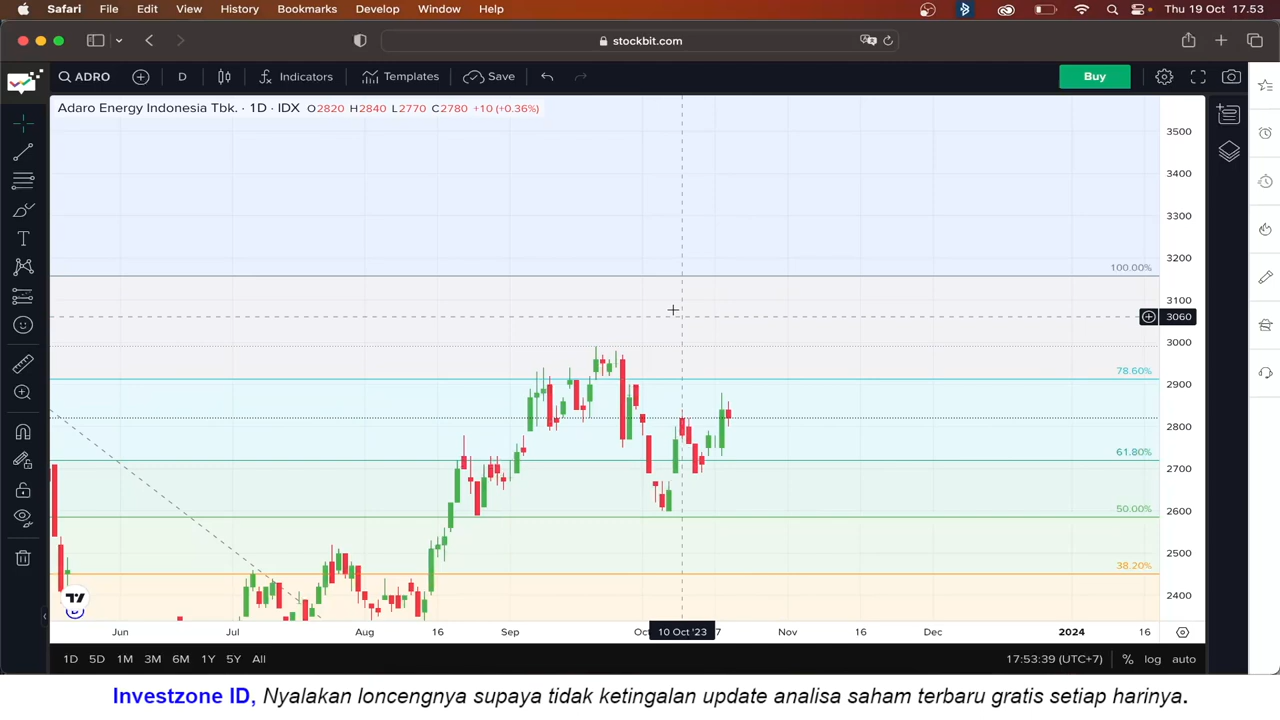 Safari File Edit View History Bookmarks Develop Window Help Thu 19 Oct 17.53
stockbit.com
ADRO D Indicators Templates Save Buy
Adaro Energy Indonesia Tbk. · 1D · IDX O2820 H2840 L2770 C2780 +10 (+0.36%)
3500
3400
3300
3200
100.00%
3100
3060
3000
78.60%
2900
2800
61.80%
2700
2600
50.00%
2500
38.20%
2400
Jun Jul Aug 16 Sep 10 Oct '23 7 Nov 16 Dec 2024 16
1D 5D 1M 3M 6M 1Y 5Y All 17:53:39 (UTC+7) % log auto
Investzone ID, Nyalakan loncengnya supaya tidak ketingalan update analisa saham terbaru gratis setiap harinya.